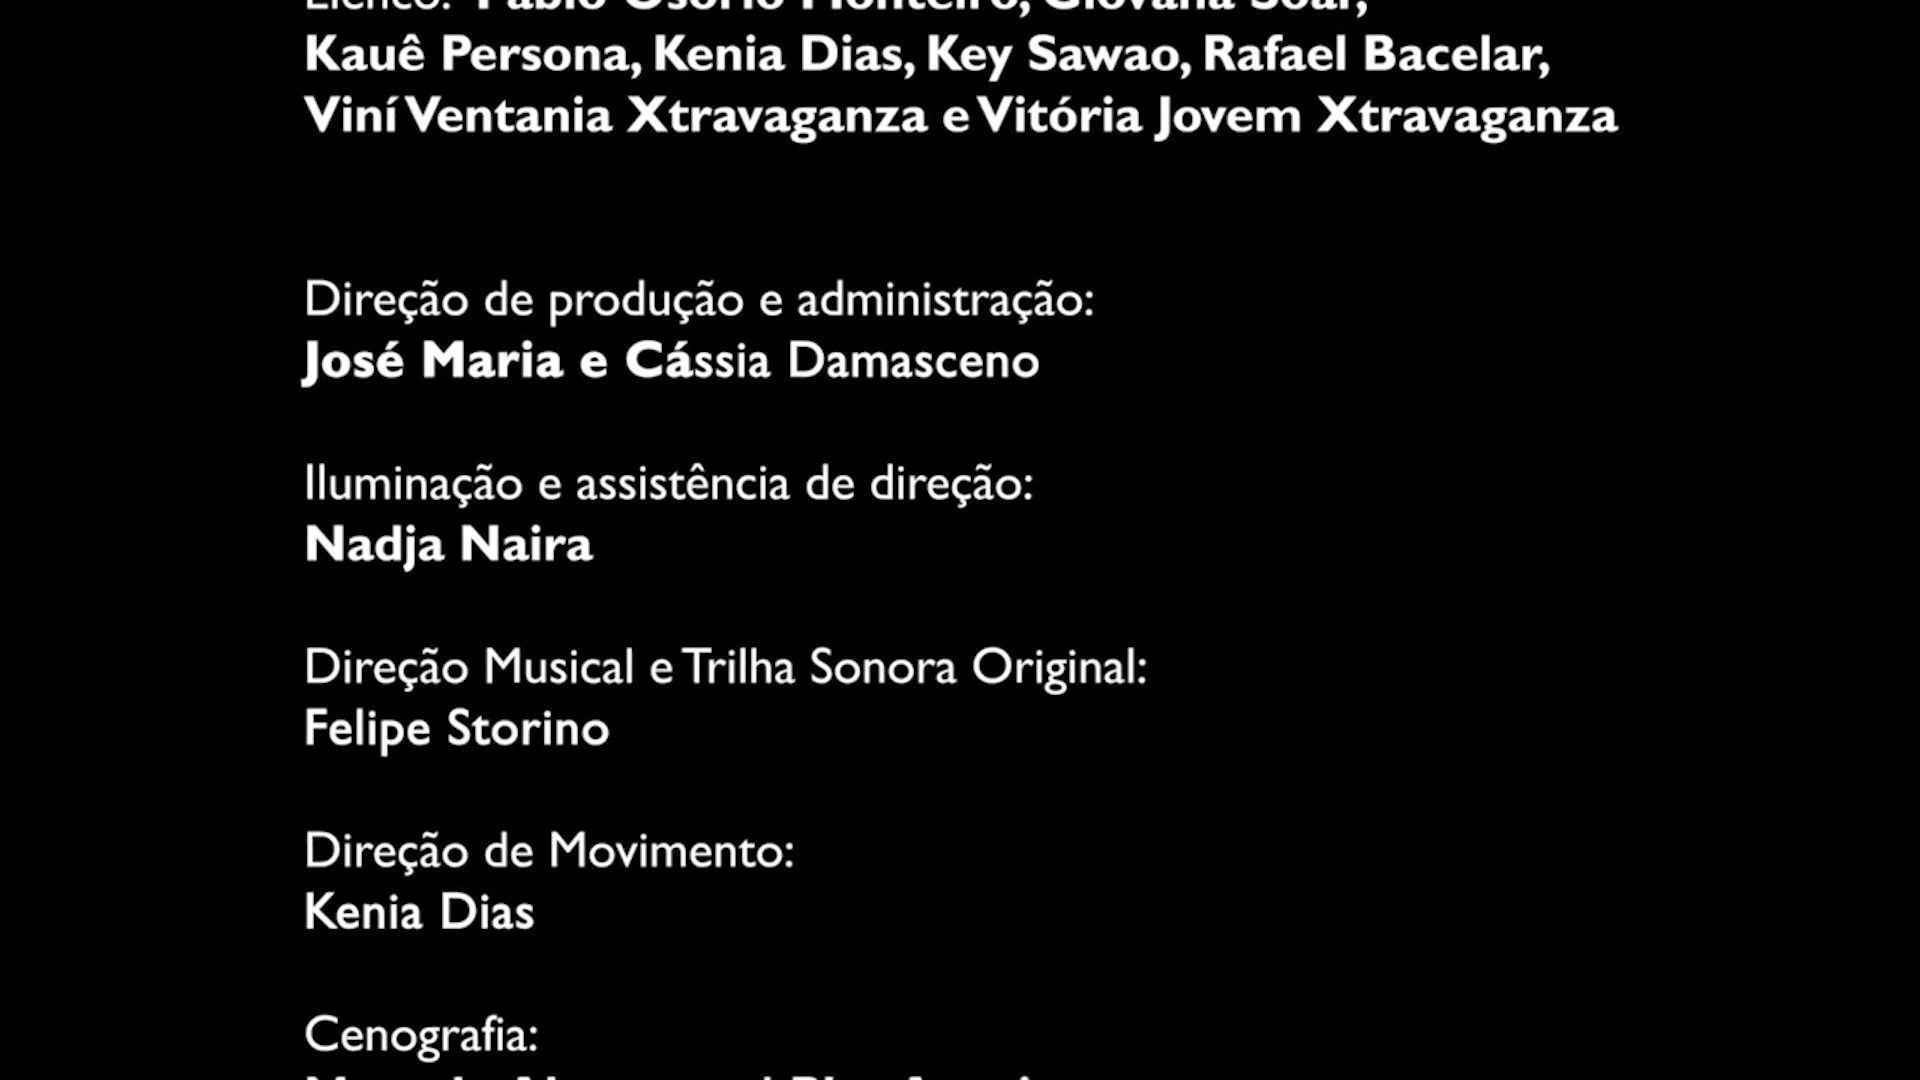 Elenco: Fábio Osório Monteiro, Giovana Soar,
Kauê Persona, Kenia Dias, Key Sawao, Rafael Bacelar,
Viní Ventania Xtravaganza e Vitória Jovem Xtravaganza
Direção de produção e administração:
José Maria e Cássia Damasceno
Iluminação e assistência de direção:
Nadja Naira
Direção Musical e Trilha Sonora Original:
Felipe Storino
Direção de Movimento:
Kenia Dias
Cenografia: